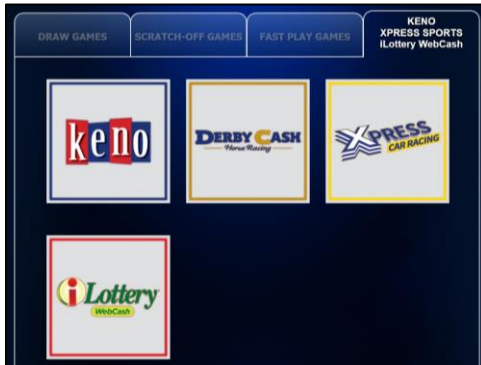 KENO
XPRESS SPORTS
iLottery WebCash
DRAW GAMES
SCRATCH-OFF GAMES
FAST PLAY GAMES
keno
DERBY CASH
Horse Racing
XPRESS
CAR RACING
iLottery
WebCash